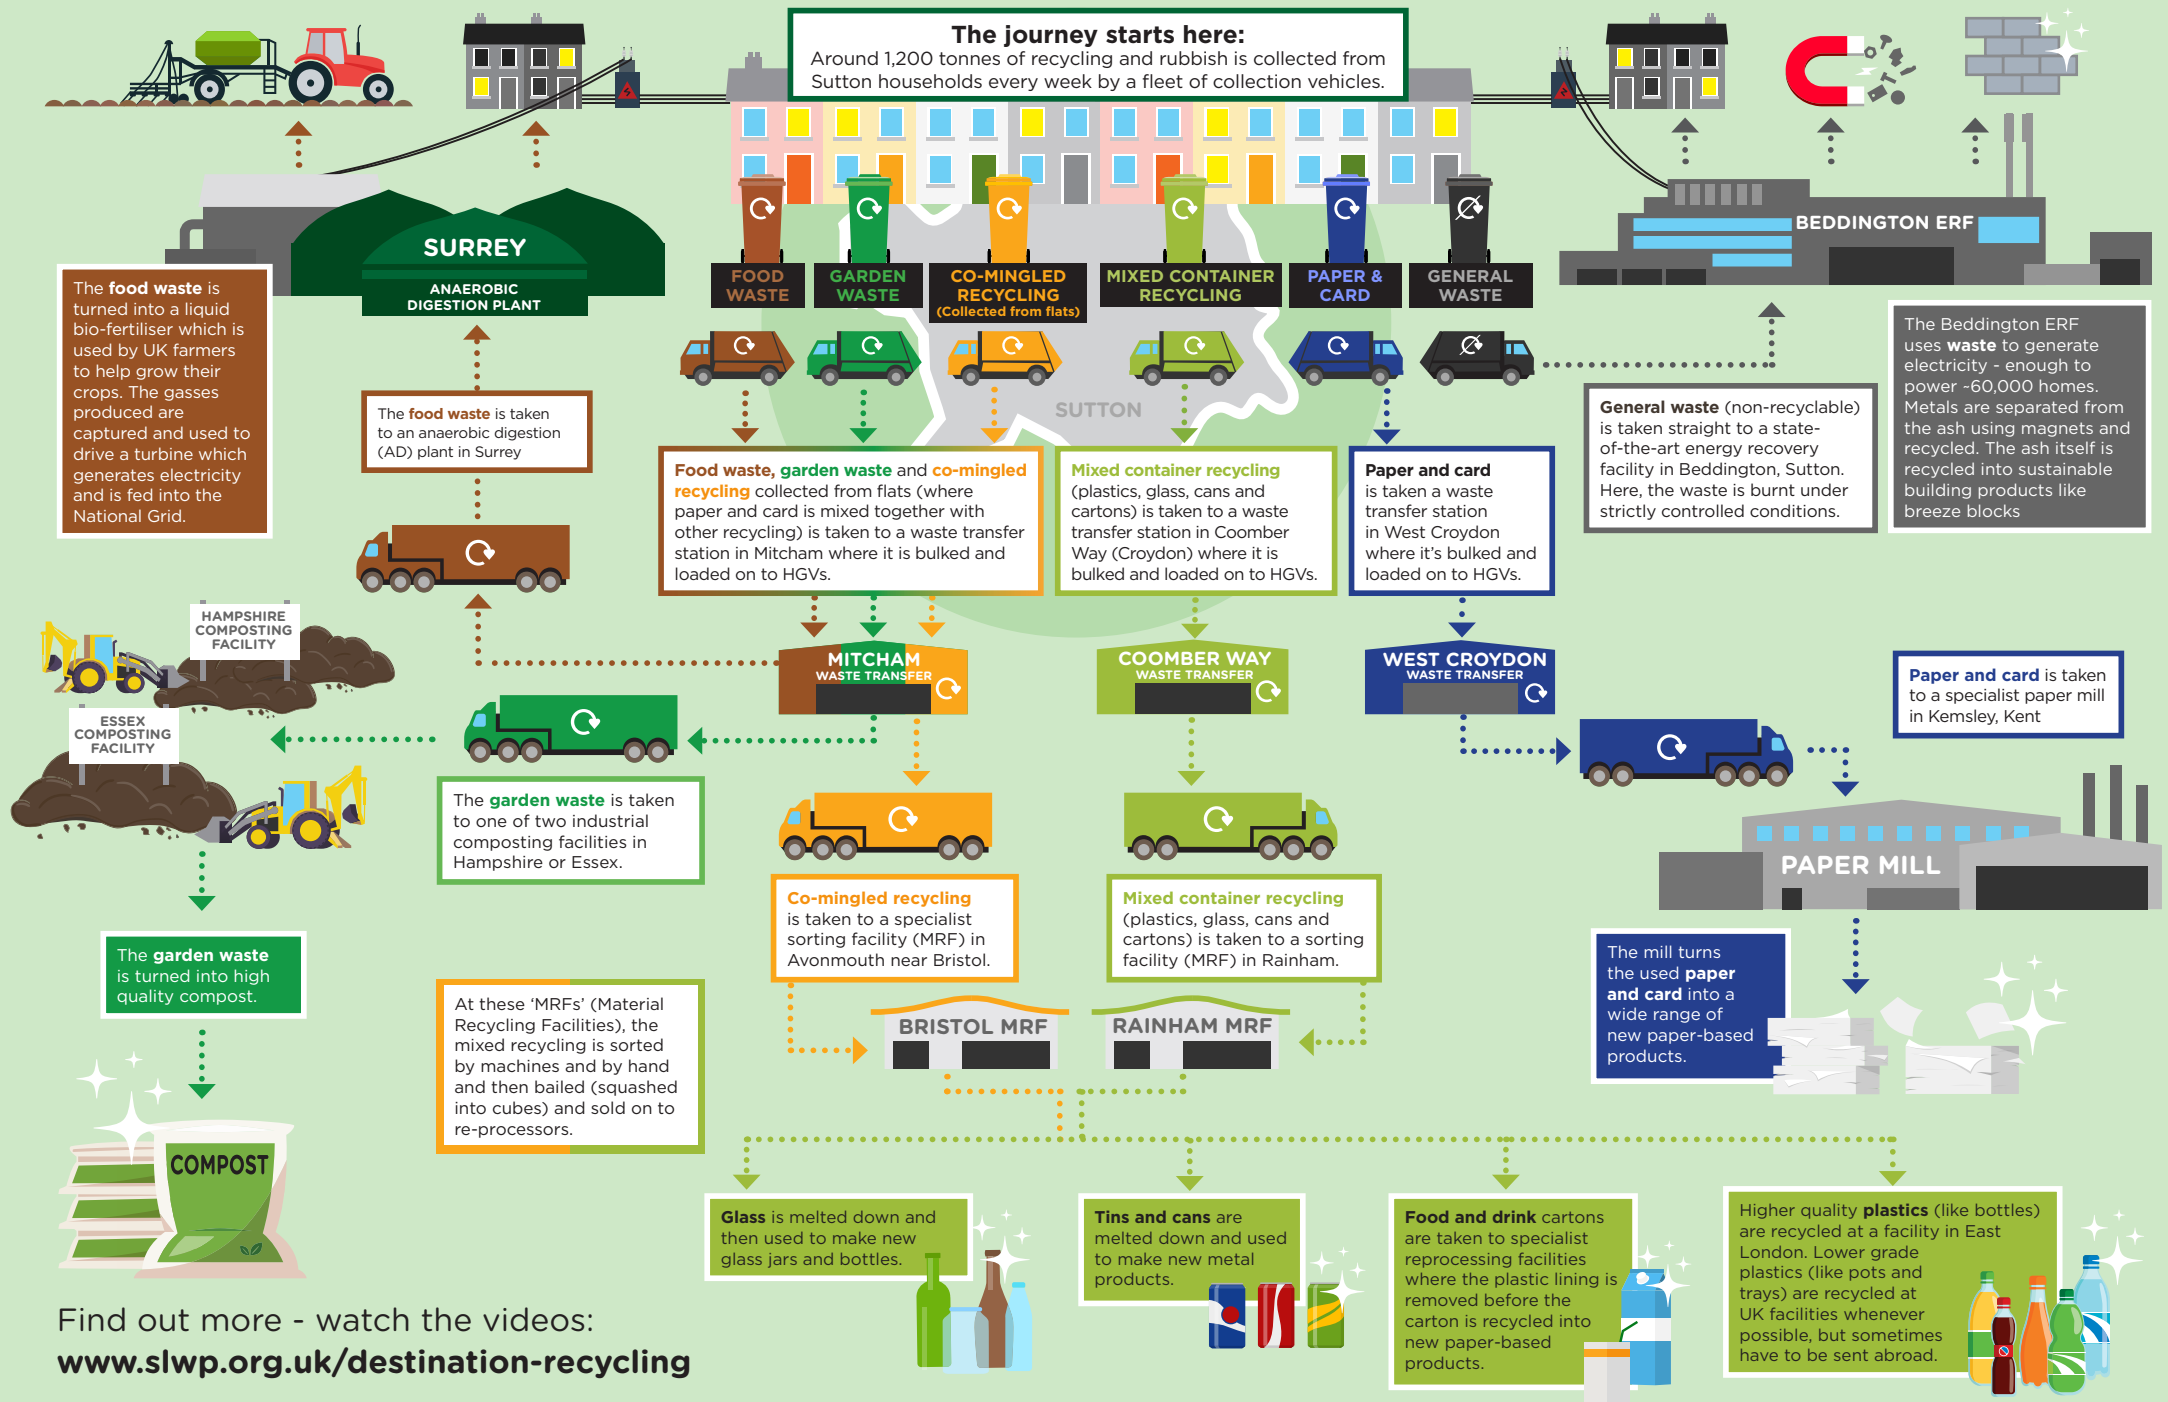 The journey starts here:
Around 1,200 tonnes of recycling and rubbish is collected from
Sutton households every week by a fleet of collection vehicles.
SURREY
ANAEROBIC
DIGESTION PLANT
BEDDINGTON ERF
FOOD
WASTE
GARDEN
WASTE
CO-MINGLED
RECYCLING
(Collected from flats)
MIXED CONTAINER
RECYCLING
PAPER &
CARD
GENERAL
WASTE
SUTTON
The food waste is
turned into a liquid
bio-fertiliser which is
used by UK farmers
to help grow their
crops. The gasses
produced are
captured and used to
drive a turbine which
generates electricity
and is fed into the
National Grid.
The food waste is taken
to an anaerobic digestion
(AD) plant in Surrey
Food waste, garden waste and co-mingled
recycling collected from flats (where
paper and card is mixed together with
other recycling) is taken to a waste transfer
station in Mitcham where it is bulked and
loaded on to HGVs.
Mixed container recycling
(plastics, glass, cans and
cartons) is taken to a waste
transfer station in Coomber
Way (Croydon) where it is
bulked and loaded on to HGVs.
Paper and card
is taken a waste
transfer station
in West Croydon
where it's bulked and
loaded on to HGVs.
General waste (non-recyclable)
is taken straight to a state-
of-the-art energy recovery
facility in Beddington, Sutton.
Here, the waste is burnt under
strictly controlled conditions.
The Beddington ERF
uses waste to generate
electricity - enough to
power ~60,000 homes.
Metals are separated from
the ash using magnets and
recycled. The ash itself is
recycled into sustainable
building products like
breeze blocks
HAMPSHIRE
COMPOSTING
FACILITY
ESSEX
COMPOSTING
FACILITY
MITCHAM
WASTE TRANSFER
COOMBER WAY
WASTE TRANSFER
WEST CROYDON
WASTE TRANSFER
Paper and card is taken
to a specialist paper mill
in Kemsley, Kent
The garden waste is taken
to one of two industrial
composting facilities in
Hampshire or Essex.
PAPER MILL
Co-mingled recycling
is taken to a specialist
sorting facility (MRF) in
Avonmouth near Bristol.
Mixed container recycling
(plastics, glass, cans and
cartons) is taken to a sorting
facility (MRF) in Rainham.
The garden waste
is turned into high
quality compost.
At these ‘MRFs’ (Material
Recycling Facilities), the
mixed recycling is sorted
by machines and by hand
and then bailed (squashed
into cubes) and sold on to
re-processors.
BRISTOL MRF
RAINHAM MRF
The mill turns
the used paper
and card into a
wide range of
new paper-based
products.
COMPOST
Glass is melted down and
then used to make new
glass jars and bottles.
Tins and cans are
melted down and used
to make new metal
products.
Food and drink cartons
are taken to specialist
reprocessing facilities
where the plastic lining is
removed before the
carton is recycled into
new paper-based
products.
Higher quality plastics (like bottles)
are recycled at a facility in East
London. Lower grade
plastics (like pots and
trays) are recycled at
UK facilities whenever
possible, but sometimes
have to be sent abroad.
Find out more - watch the videos:
www.slwp.org.uk/destination-recycling